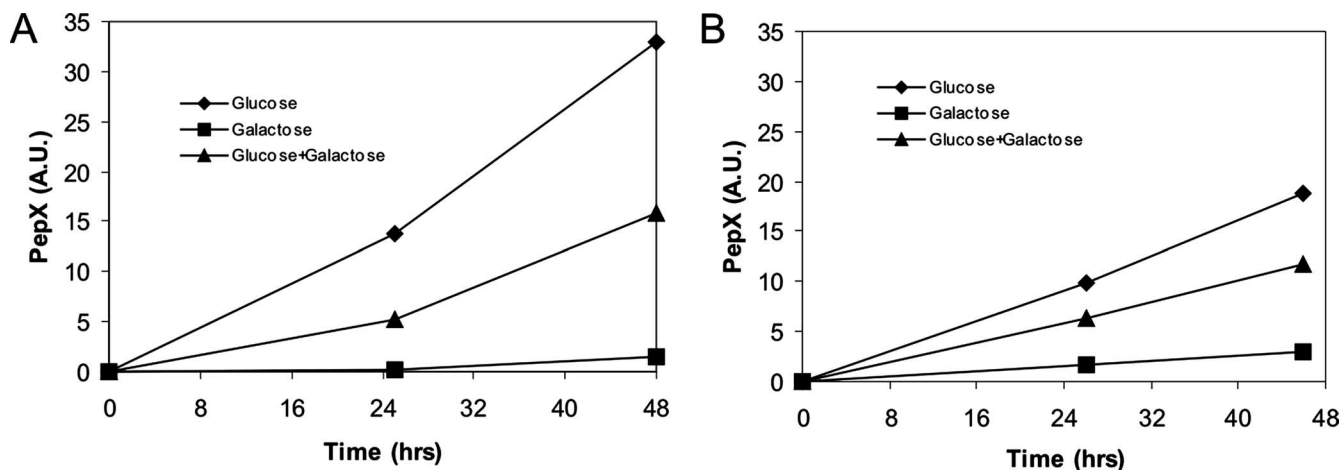 A
PepX (A.U.)
35
30
25
20
15
10
5
0
Glucose
Galactose
Glucose+Galactose
0 8 16 24 32 40 48
Time (hrs)
B
PepX (A.U.)
35
30
25
20
15
10
5
0
Glucose
Galactose
Glucose+Galactose
0 8 16 24 32 40 48
Time (hrs)